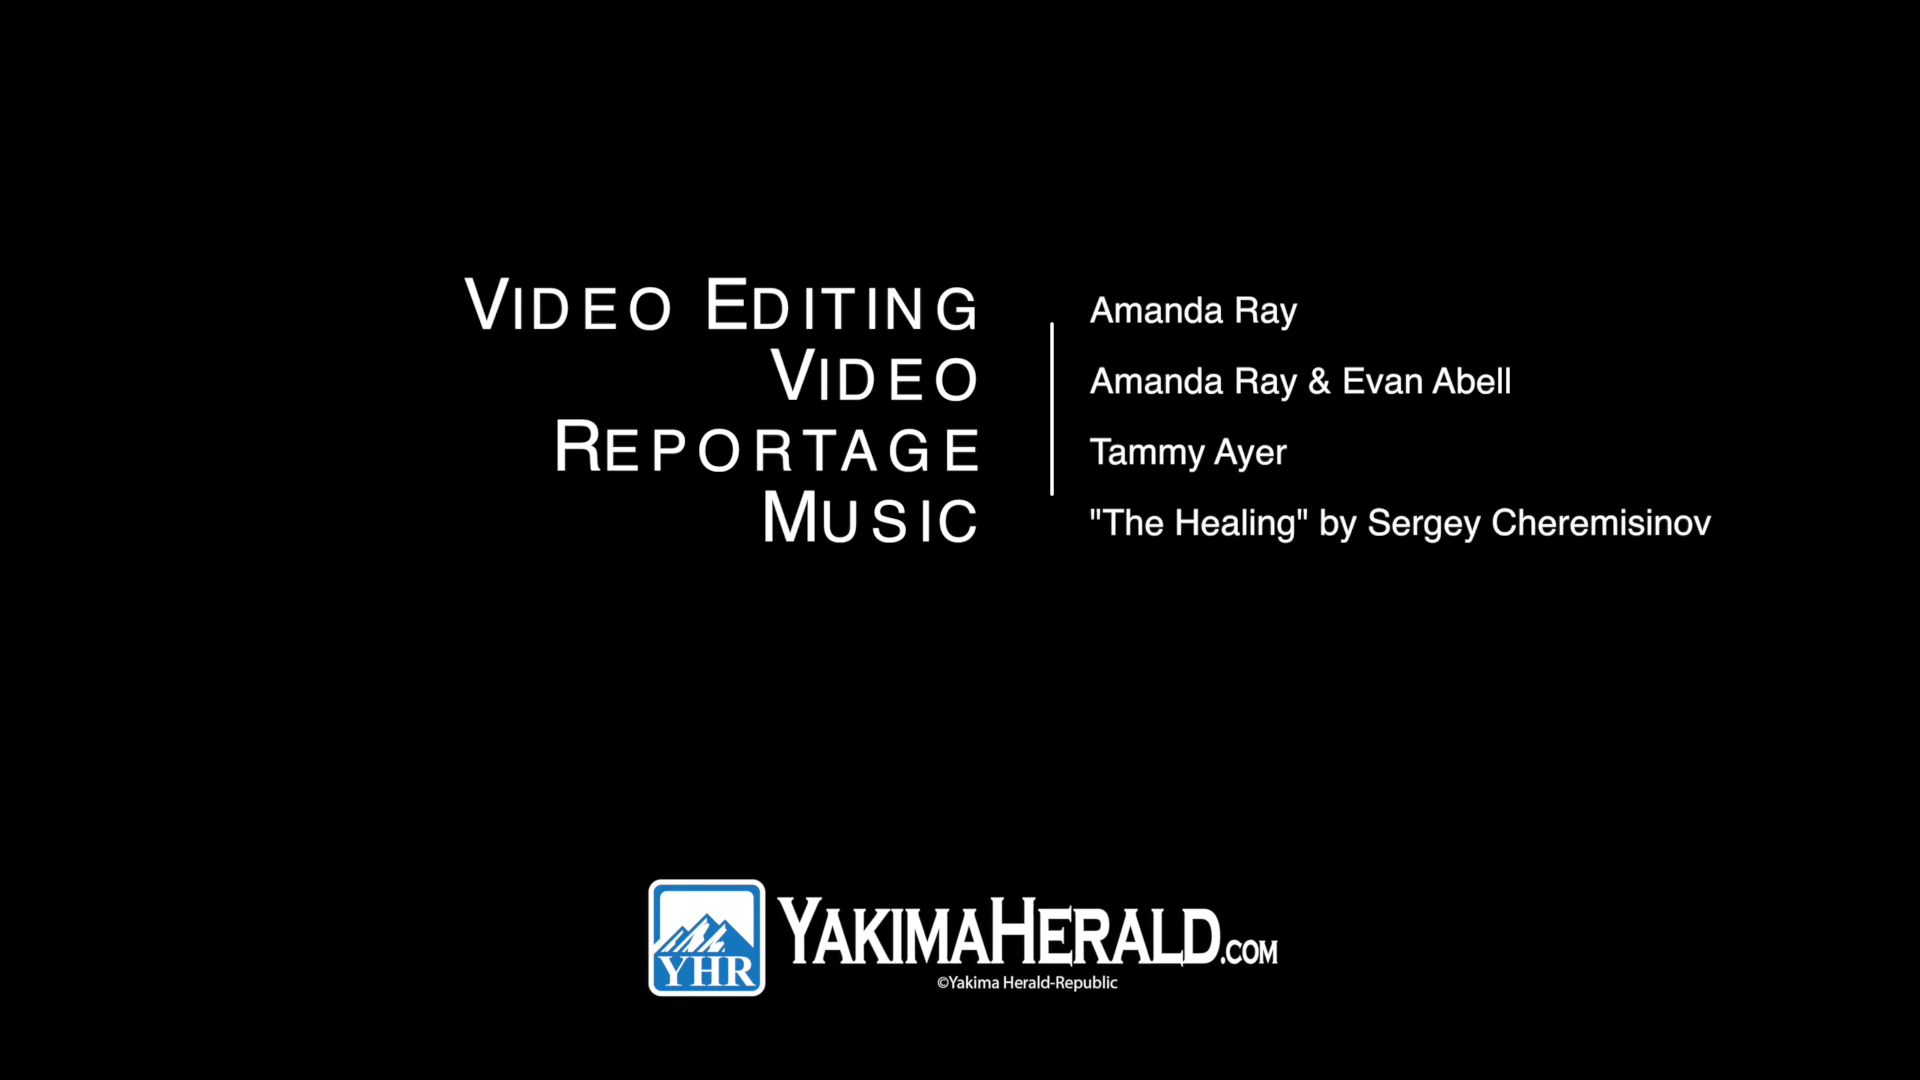 VIDEO EDITING Amanda Ray
VIDEO Amanda Ray & Evan Abell
REPORTAGE Tammy Ayer
MUSIC "The Healing" by Sergey Cheremisinov
YHR YAKIMAHERALD.COM
©Yakima Herald-Republic